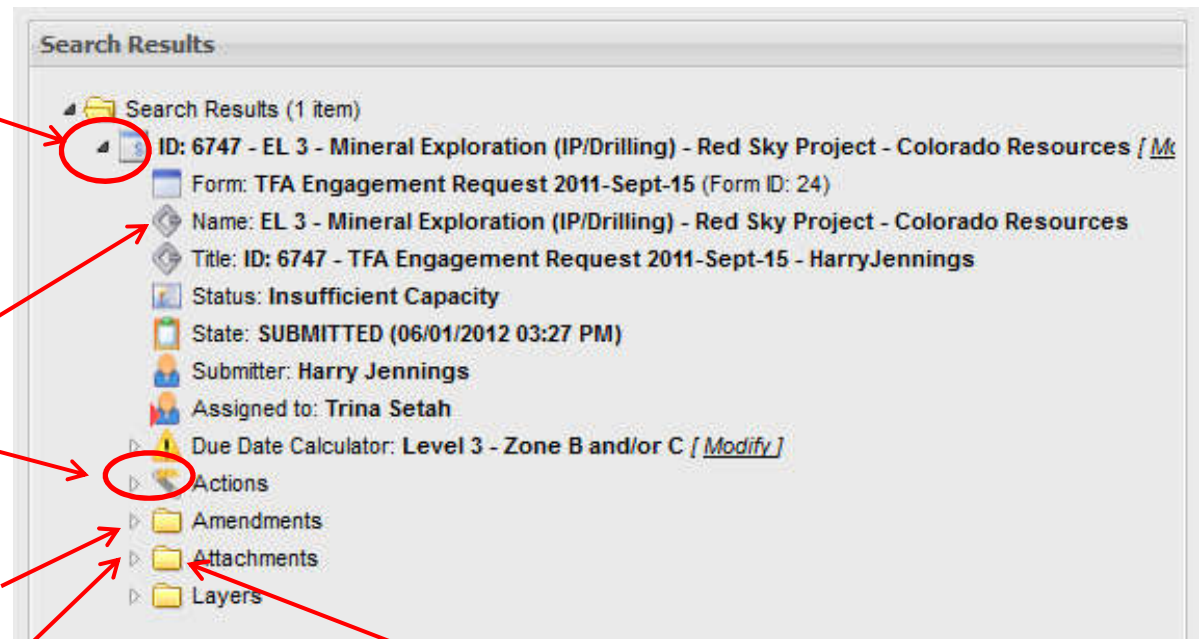 Search Results
Search Results (1 item)
ID: 6747 - EL 3 - Mineral Exploration (IP/Drilling) - Red Sky Project - Colorado Resources [
Form: TFA Engagement Request 2011-Sept-15 (Form ID: 24)
Name: EL 3 - Mineral Exploration (IP/Drilling) - Red Sky Project - Colorado Resources
Title: ID: 6747 - TFA Engagement Request 2011-Sept-15 - HarryJennings
Status: Insufficient Capacity
State: SUBMITTED (06/01/2012 03:27 PM)
Submitter: Harry Jennings
Assigned to: Trina Setah
Due Date Calculator: Level 3 - Zone B and/or C [ Modify ]
Actions
Amendments
Attachments
Layers